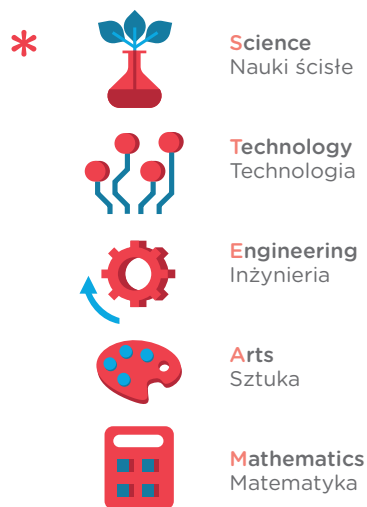 *
Science
Nauki ścisłe
Technology
Technologia
Engineering
Inżynieria
Arts
Sztuka
Mathematics
Matematyka